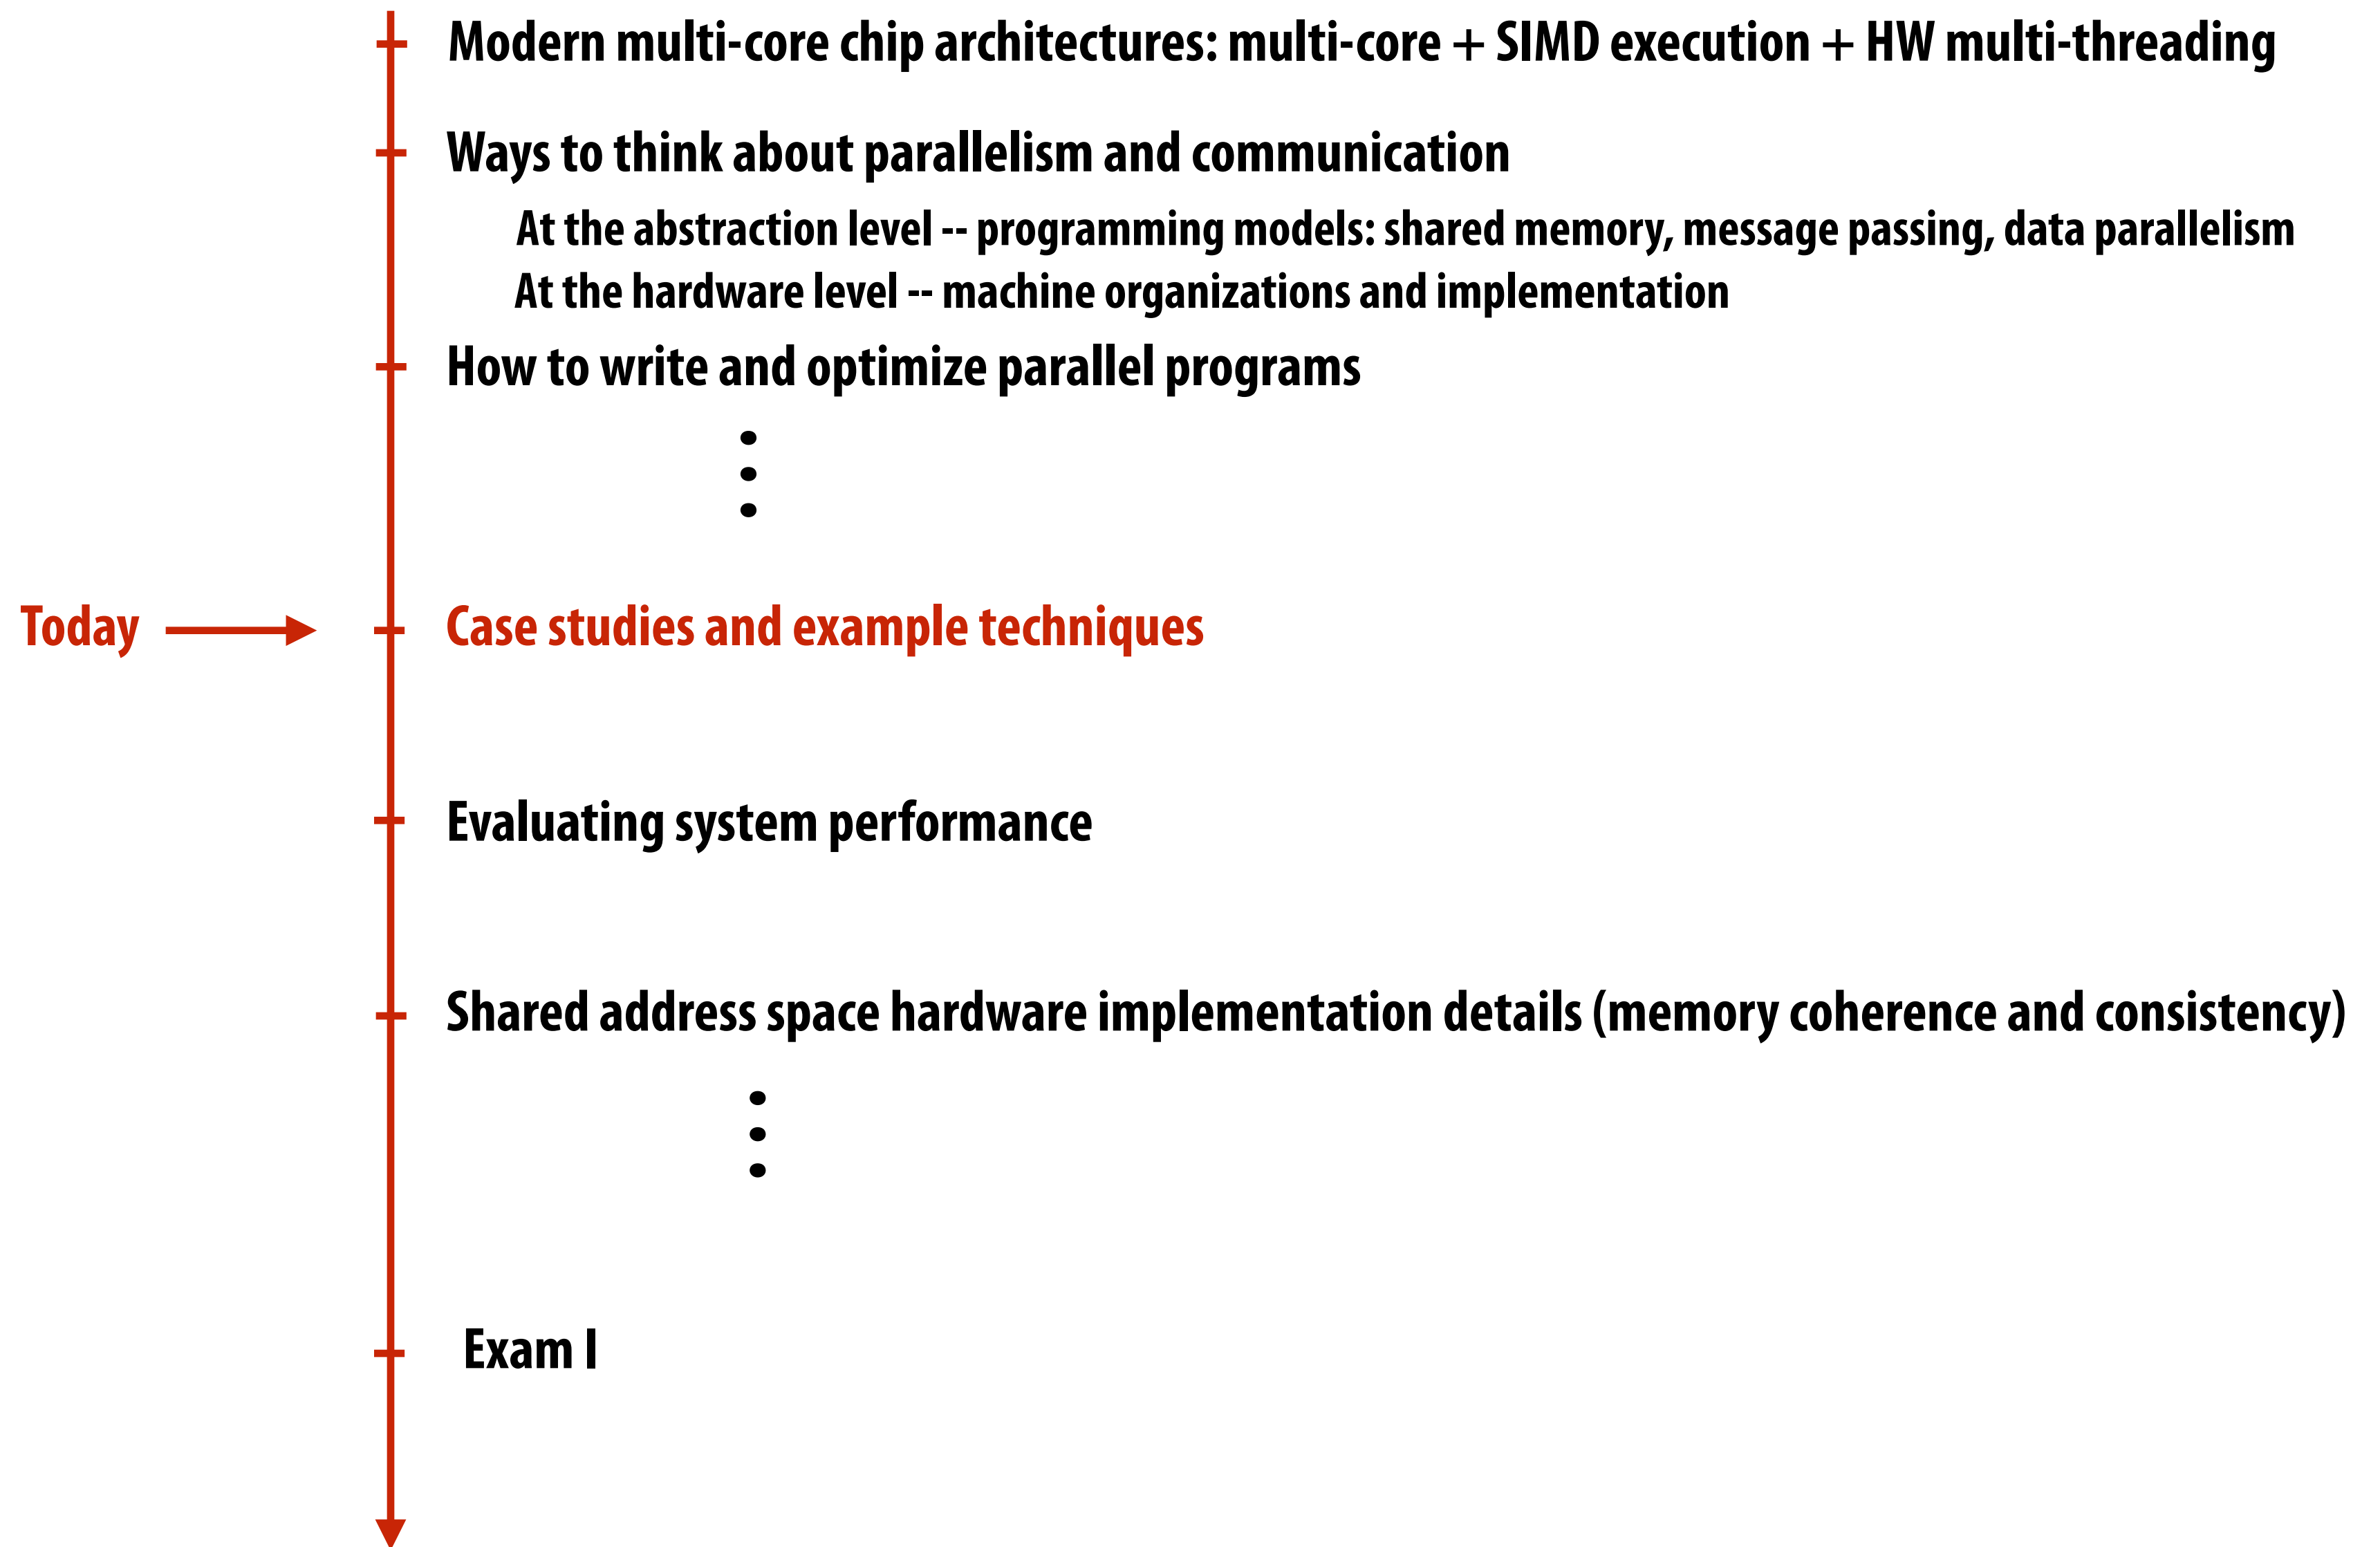 Modern multi-core chip architectures: multi-core + SIMD execution + HW multi-threading
Ways to think about parallelism and communication
At the abstraction level -- programming models: shared memory, message passing, data parallelism
At the hardware level -- machine organizations and implementation
How to write and optimize parallel programs
Today
Case studies and example techniques
Evaluating system performance
Shared address space hardware implementation details (memory coherence and consistency)
Exam I